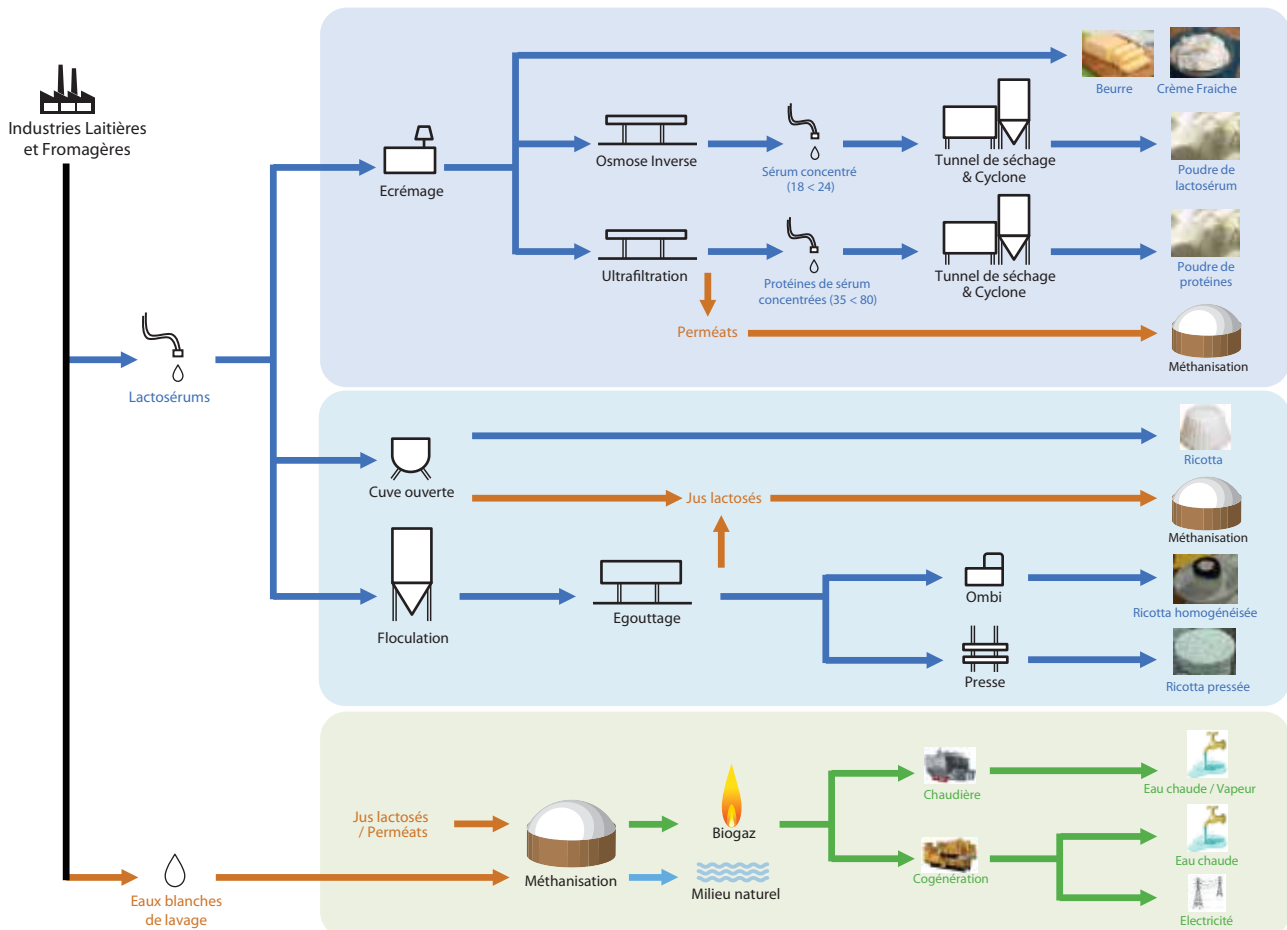 Industries Laitières
et Fromagères
Beurre
Crème Fraiche
Ecrémage
Osmose Inverse
Sérum concentré
(18 < 24)
Tunnel de séchage
& Cyclone
Poudre de
lactosérum
Ultrafiltration
Protéines de sérum
concentrées (35 < 80)
Tunnel de séchage
& Cyclone
Poudre de
protéines
Perméats
Méthanisation
Lactosérums
Cuve ouverte
Ricotta
Jus lactosés
Méthanisation
Floculation
Egouttage
Ombi
Ricotta homogénéisée
Presse
Ricotta pressée
Jus lactosés
/ Perméats
Méthanisation
Biogaz
Milieu naturel
Chaudière
Eau chaude / Vapeur
Cogénération
Eau chaude
Electricité
Eaux blanches
de lavage